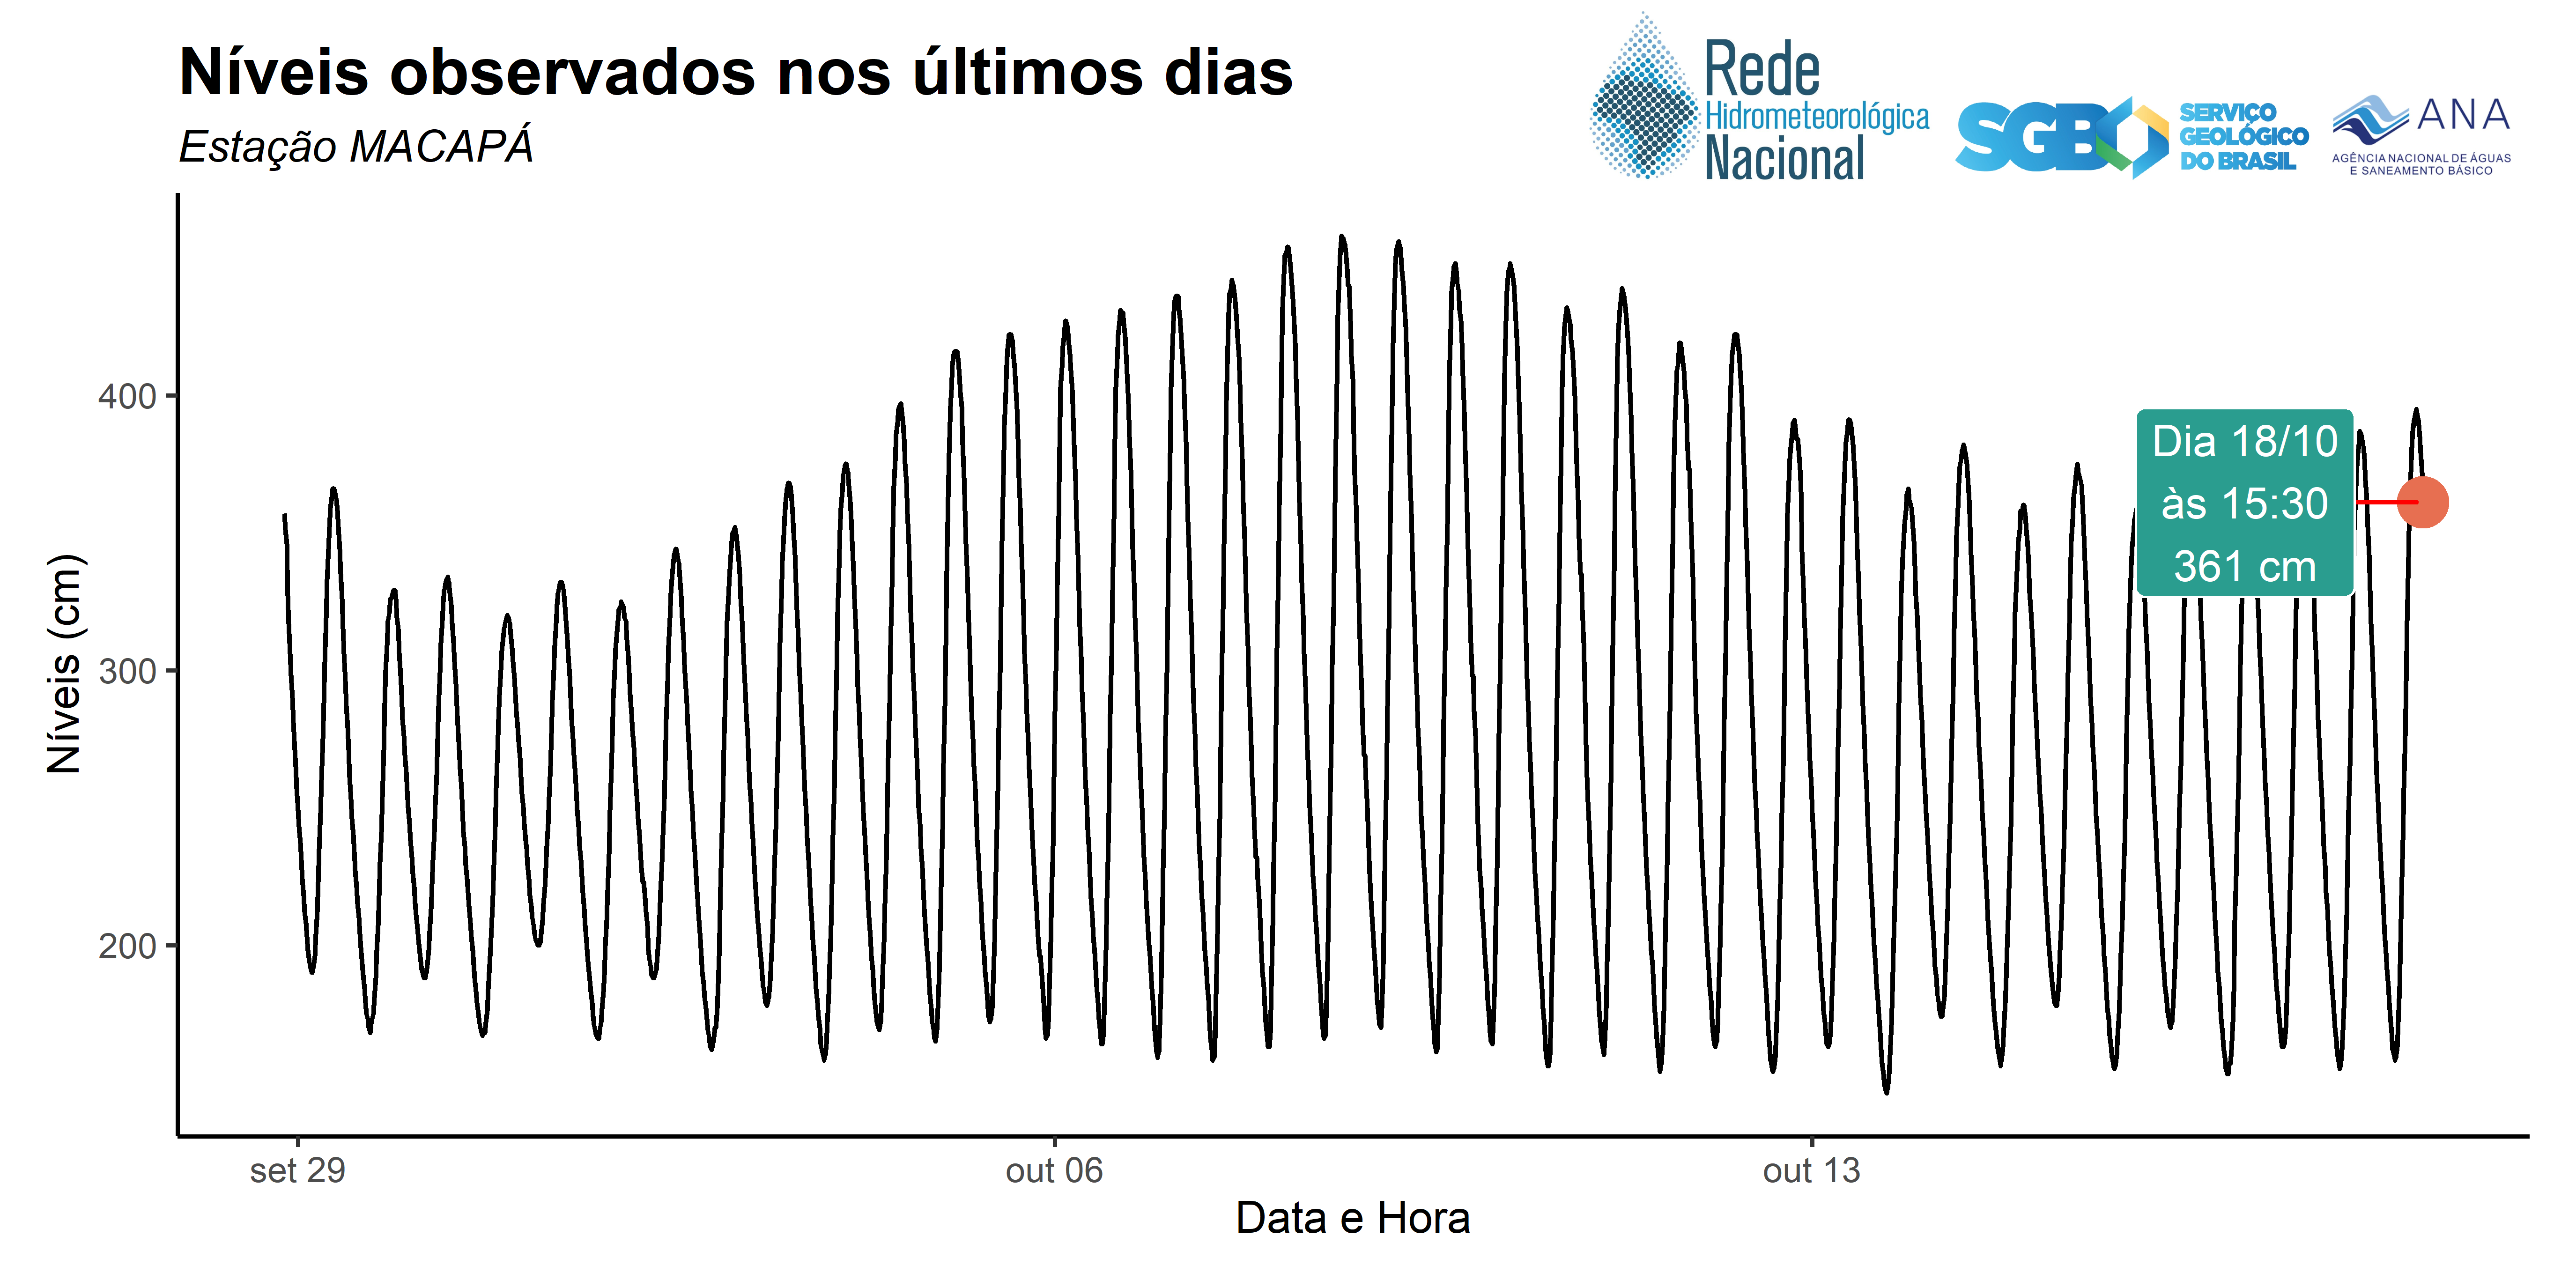 Níveis observados nos últimos dias
Estação MACAPÁ
Rede
Hidrometeorológica
Nacional
SGB
SERVIÇO
GEOLÓGICO
DO BRASIL
ANA
AGÊNCIA NACIONAL DE ÁGUAS
E SANEAMENTO BÁSICO
Níveis (cm)
400
300
200
Dia 18/10
às 15:30
361 cm
set 29
out 06
out 13
Data e Hora